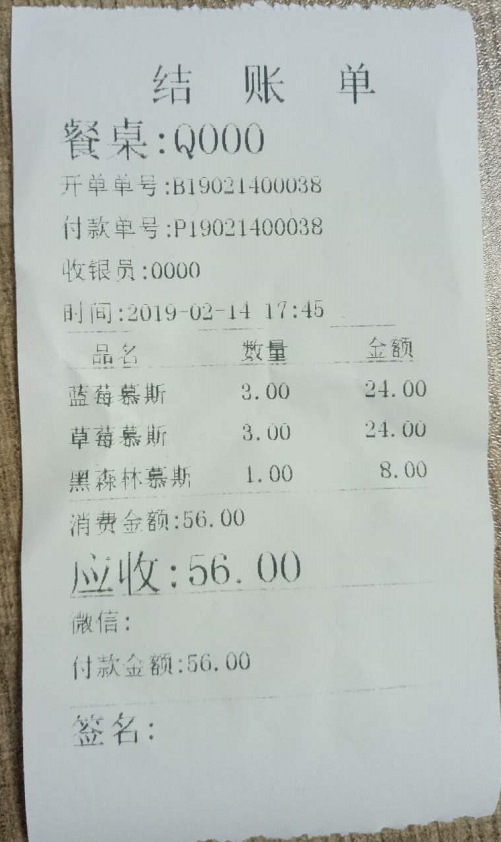 结 账 单
餐桌:Q000
开单单号:B19021400038
付款单号:P19021400038
收银员:0000
时间:2019-02-14 17:45
品名 数量 金额
蓝莓慕斯 3.00 24.00
草莓慕斯 3.00 24.00
黑森林慕斯 1.00 8.00
消费金额:56.00
应收:56.00
微信:
付款金额:56.00
签名: